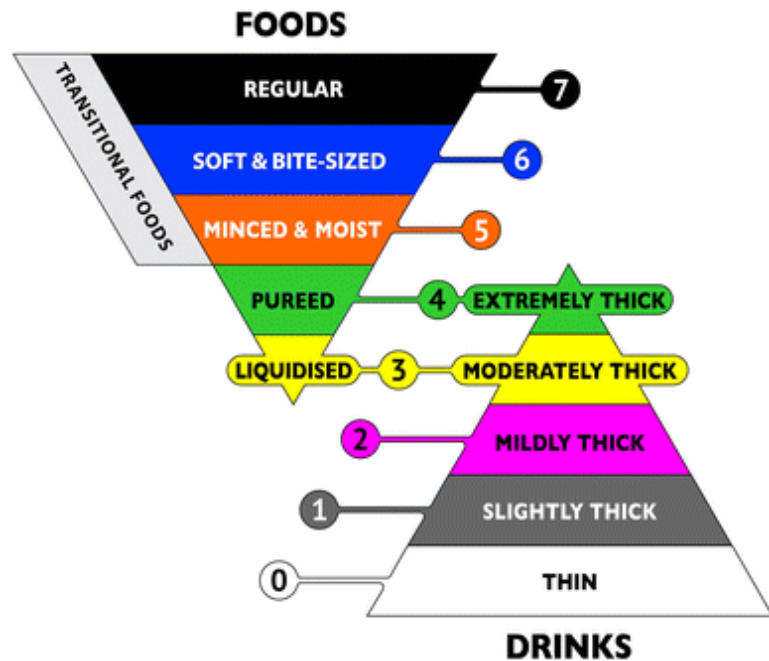 FOODS
TRANSITIONAL FOODS
REGULAR
7
SOFT & BITE-SIZED
6
MINCED & MOIST
5
PUREED
4
EXTREMELY THICK
LIQUIDISED
3
MODERATELY THICK
2
MILDLY THICK
1
SLIGHTLY THICK
0
THIN
DRINKS